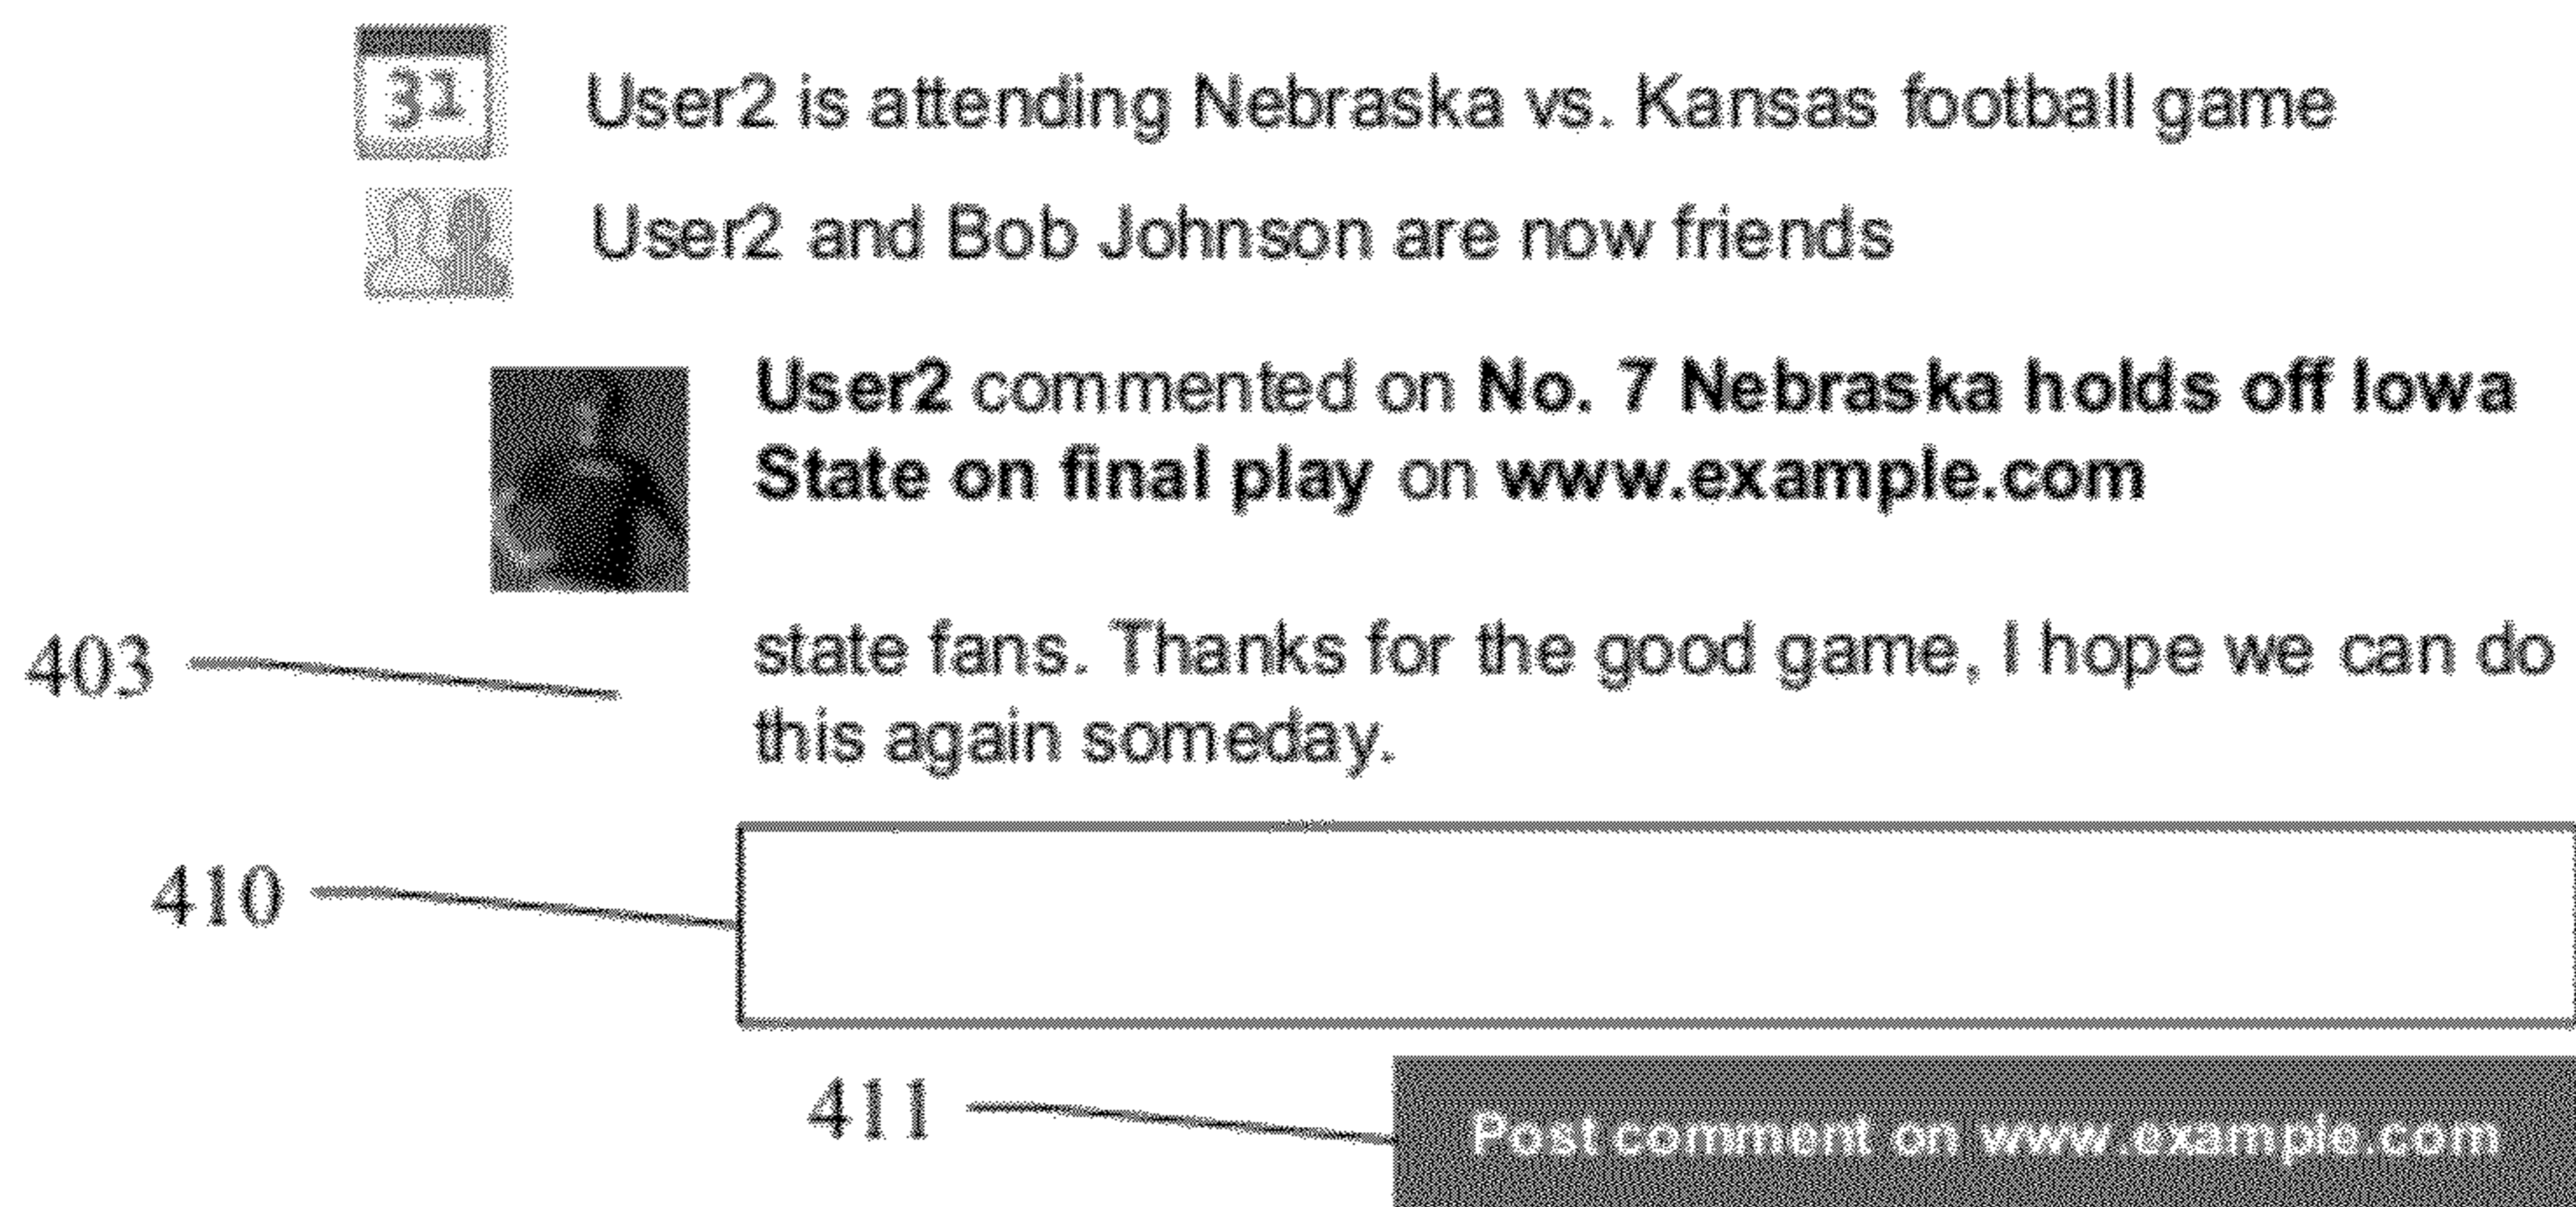 31
User2 is attending Nebraska vs. Kansas football game
User2 and Bob Johnson are now friends
User2 commented on No. 7 Nebraska holds off Iowa
State on final play on www.example.com
403
state fans. Thanks for the good game, I hope we can do
this again someday.
410
411
Post comment on www.example.com